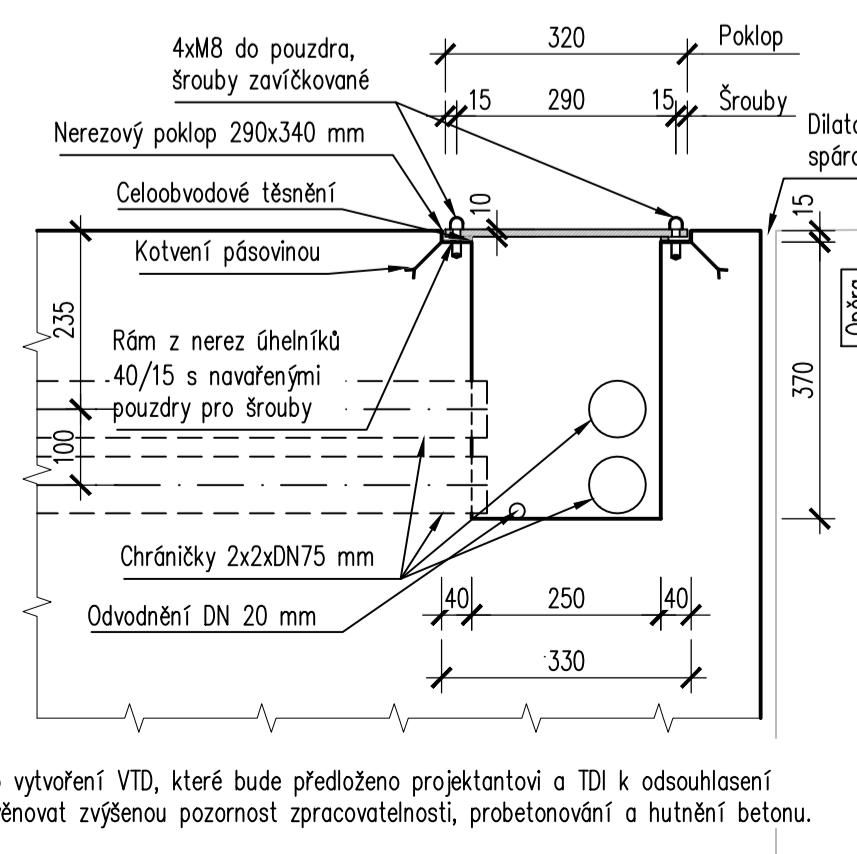 4xM8 do pouzdra,
šrouby zavíčkované
320
Poklop
15
290
15
Šrouby
Nerezový poklop 290x340 mm
Celoobvodové těsnění
10
15
Kotvení pásovinou
235
Rám z nerez úhelníků
40/15 s navařenými
pouzdry pro šrouby
370
100
Chráničky 2x2xDN75 mm
Odvodnění DN 20 mm
40
250
40
330
vytvoření VTD, které bude předloženo projektantovi a TDI k odsouhlasení
zvýšenou pozornost zpracovatelnosti, probetonování a hutnění betonu.